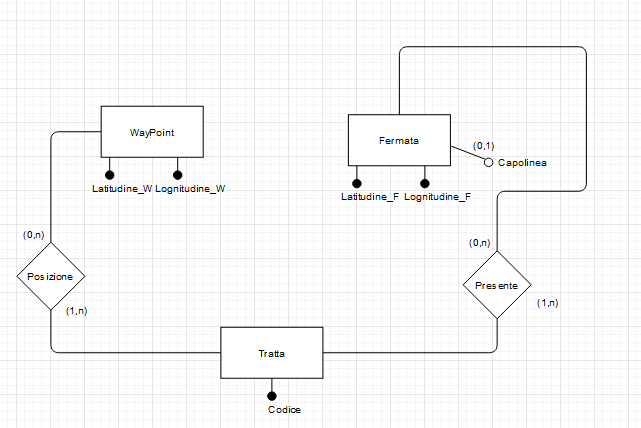 WayPoint
Fermata
(0,1)
Capolinea
Latitudine_W
Lognitudine_W
Latitudine_F
Lognitudine_F
(0,n)
(0,n)
Posizione
Presente
(1,n)
(1,n)
Tratta
Codice